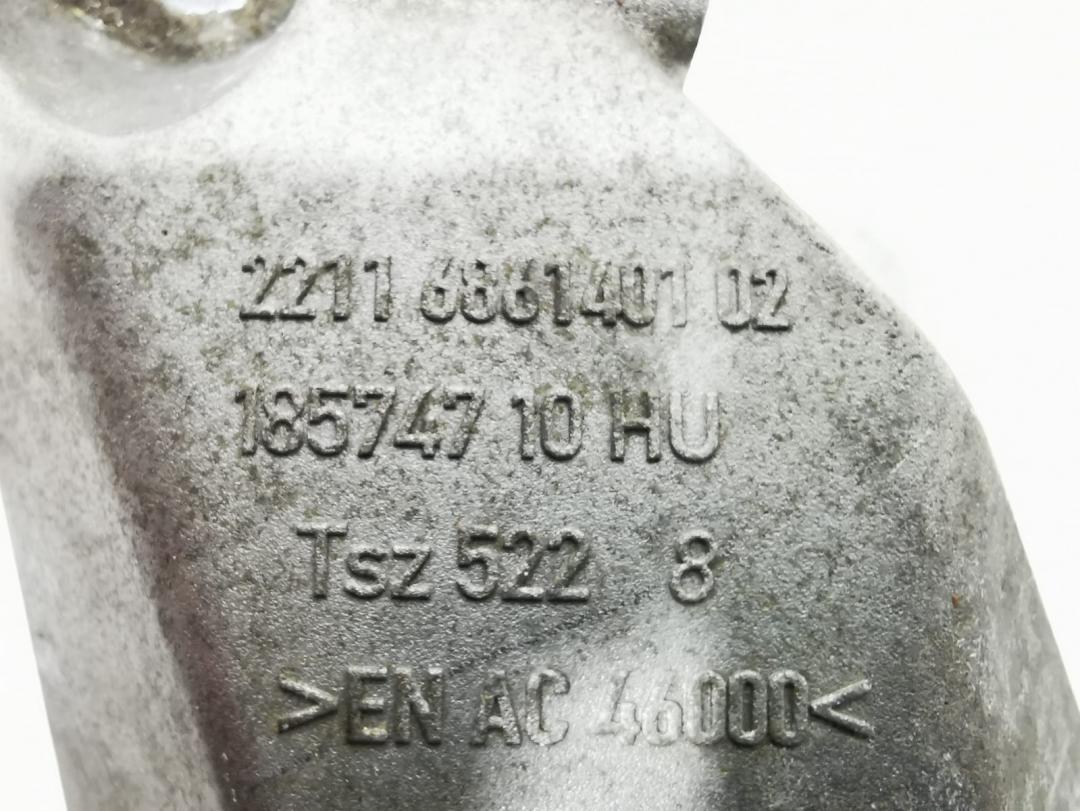 2211 6861401 02
185747 10 HU
Tsz 522 8
>EN AC 46000<